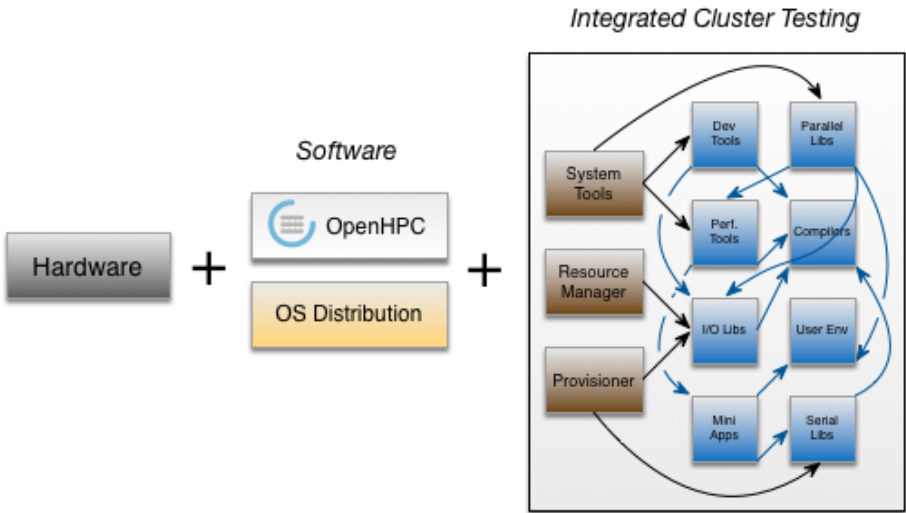 Integrated Cluster Testing
Software
Hardware
+
OpenHPC
OS Distribution
+
System
Tools
Resource
Manager
Provisioner
Dev
Tools
Parallel
Libs
Perf.
Tools
Compilers
I/O Libs
User Env
Mini
Apps
Serial
Libs